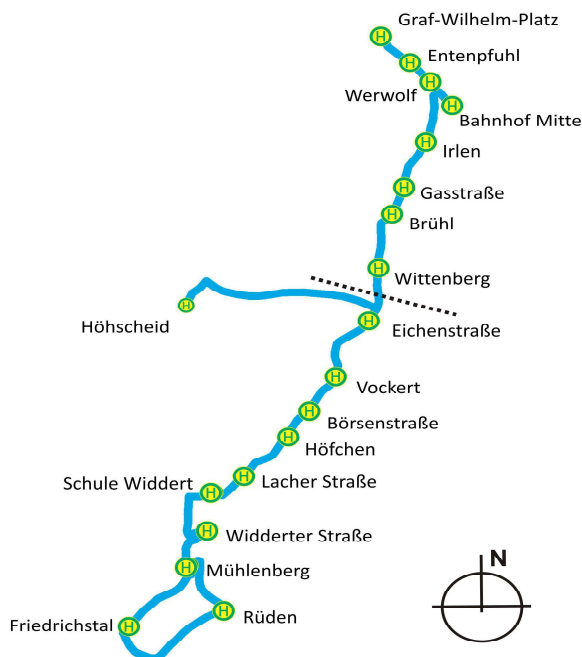 Graf-Wilhelm-Platz
H
Entenpfuhl
H
Werwolf
H
H
Bahnhof Mitte
H
Irlen
H
Gasstraße
H
Brühl
H
Wittenberg
H
Höhscheid
H
Eichenstraße
H
Vockert
H
Börsenstraße
H
Höfchen
H
Lacher Straße
Schule Widdert
H
H
Widderter Straße
H
Mühlenberg
N
Friedrichstal
H
H
Rüden